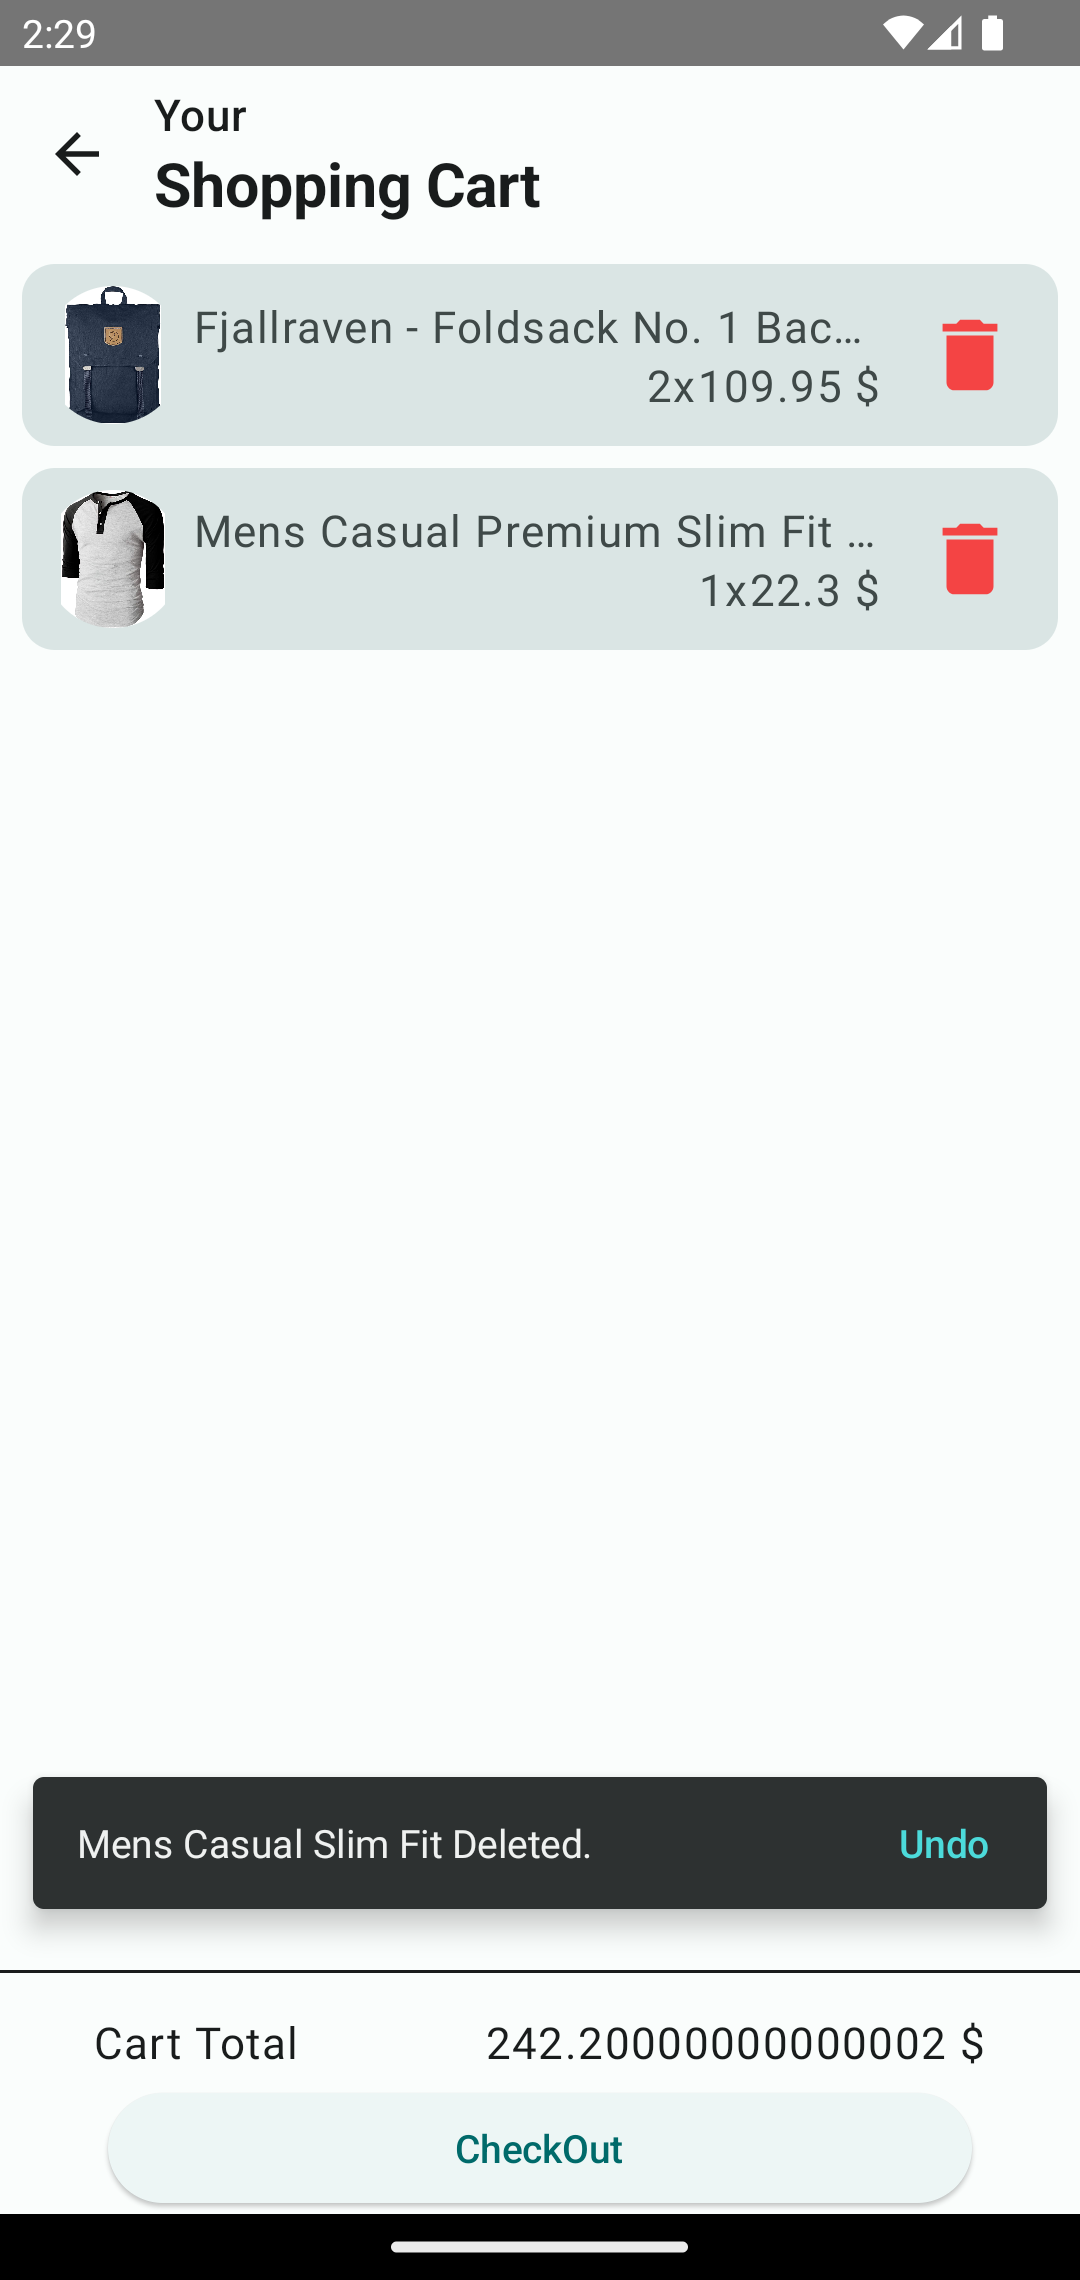 2:29
Your
Shopping Cart
Fjallraven - Foldsack No. 1 Bac...
2x109.95 $
Mens Casual Premium Slim Fit ...
1x22.3 $
Mens Casual Slim Fit Deleted.
Undo
Cart Total
242.20000000000002 $
CheckOut